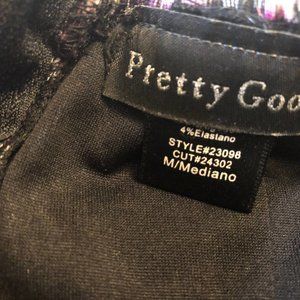 Pretty Goo
4%Elastano
STYLE#23098
CUT#24302
M/Mediano